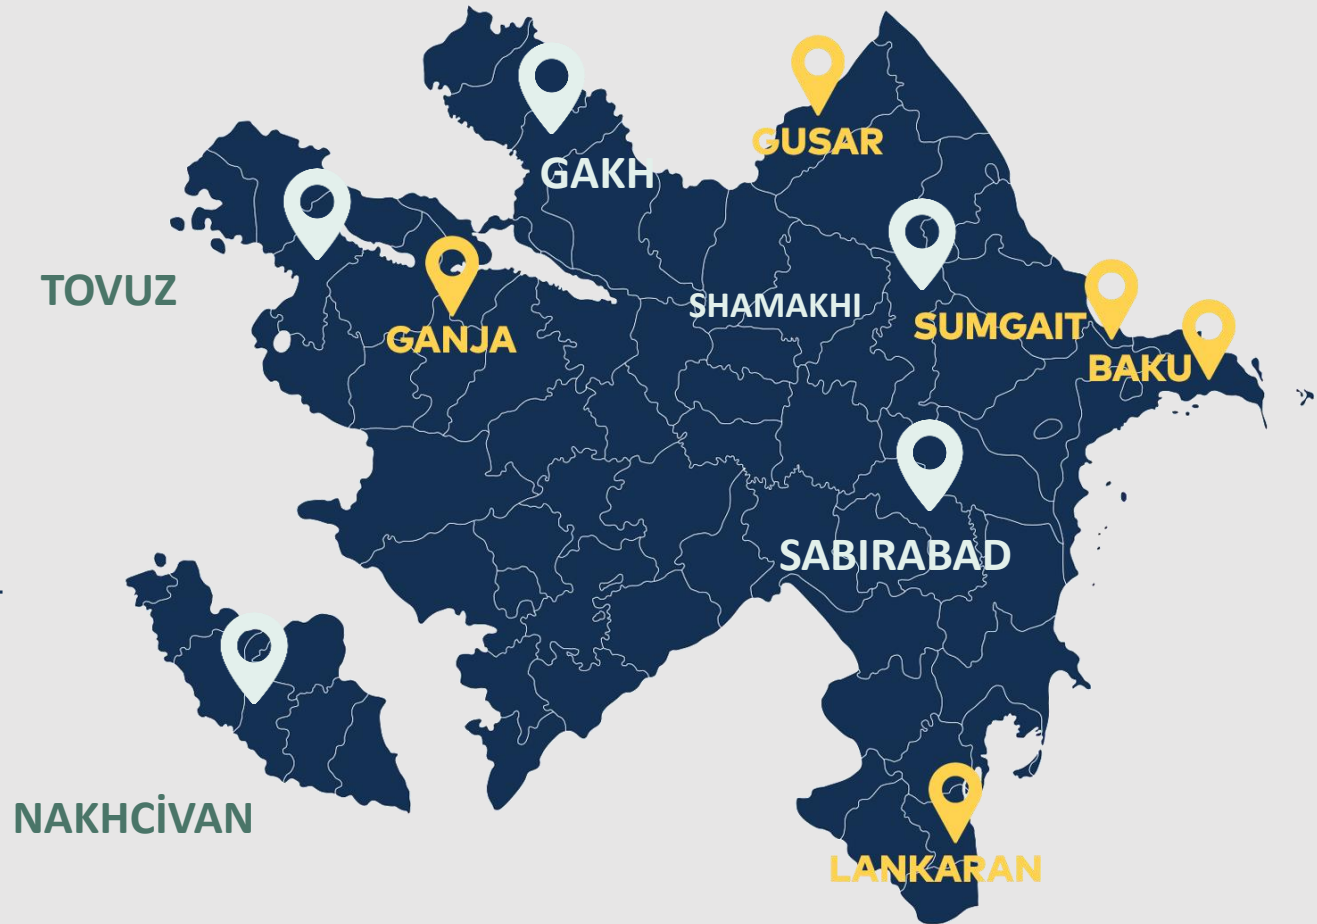 GUSAR
GAKH
TOVUZ
SHAMAKHI
SUMGAIT
GANJA
BAKU
SABIRABAD
NAKHCİVAN
LANKARAN